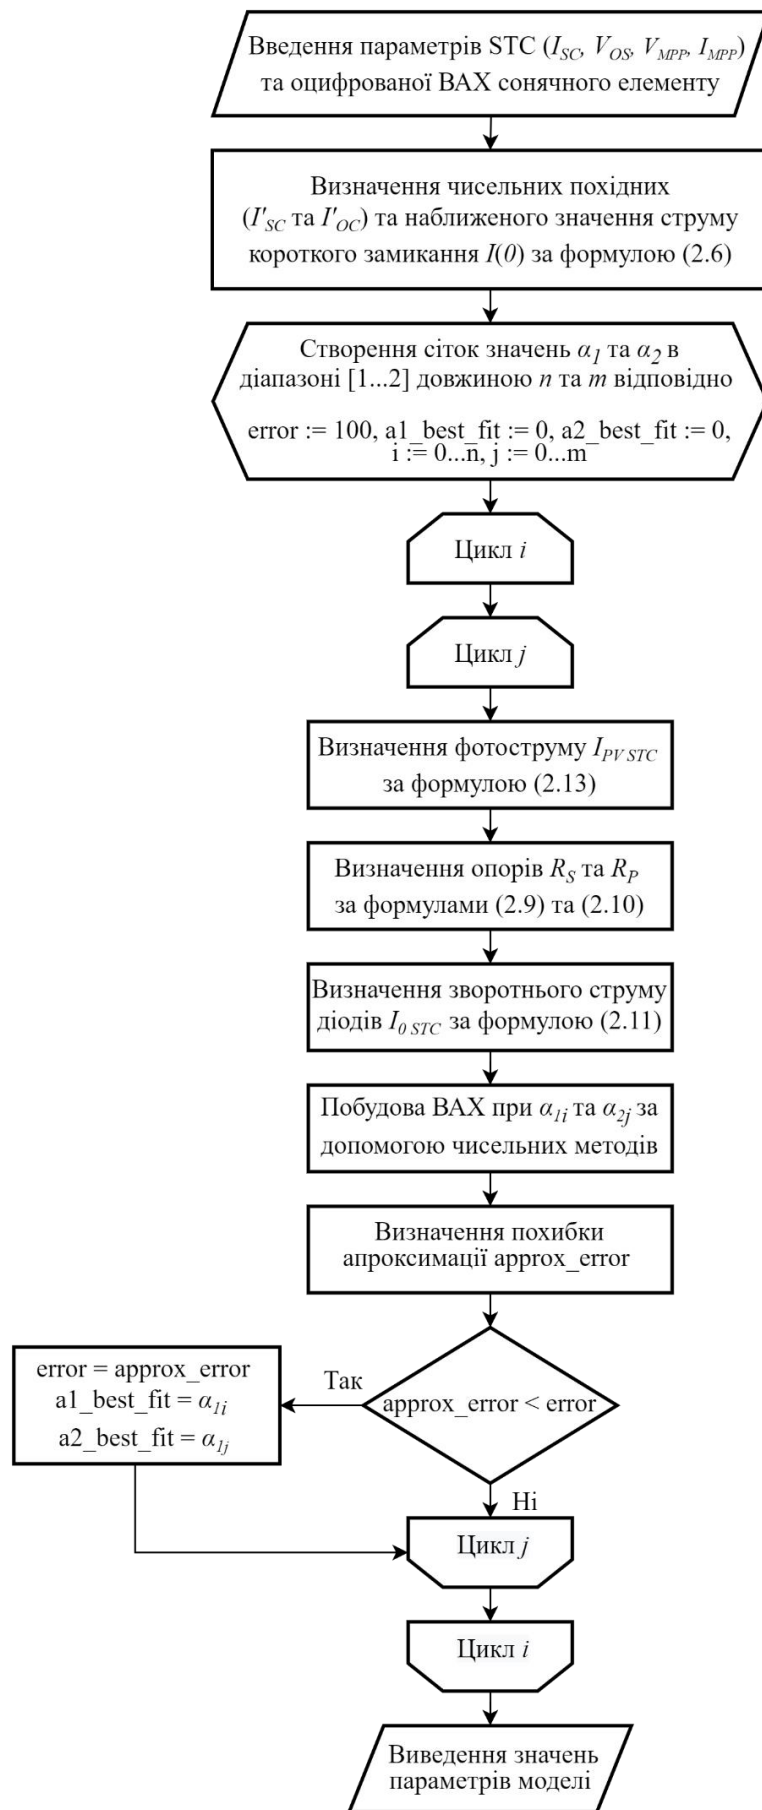 Введення параметрів STC (I_SC, V_OS, V_MPP, I_MPP)
та оцифрованої ВАХ сонячного елементу
Визначення чисельних похідних
(I'_SC та I'_OC) та наближеного значення струму
короткого замикання I(0) за формулою (2.6)
Створення сіток значень α_1 та α_2 в
діапазоні [1...2] довжиною n та m відповідно
error := 100, a1_best_fit := 0, a2_best_fit := 0,
i := 0...n, j := 0...m
Цикл i
Цикл j
Визначення фотоструму I_PV STC
за формулою (2.13)
Визначення опорів R_S та R_P
за формулами (2.9) та (2.10)
Визначення зворотнього струму
діодів I_0 STC за формулою (2.11)
Побудова ВАХ при α_1i та α_2j за
допомогою чисельних методів
Визначення похибки
апроксимації approx_error
approx_error < error
Так
error = approx_error
a1_best_fit = α_1i
a2_best_fit = α_1j
Ні
Цикл j
Цикл i
Виведення значень
параметрів моделі